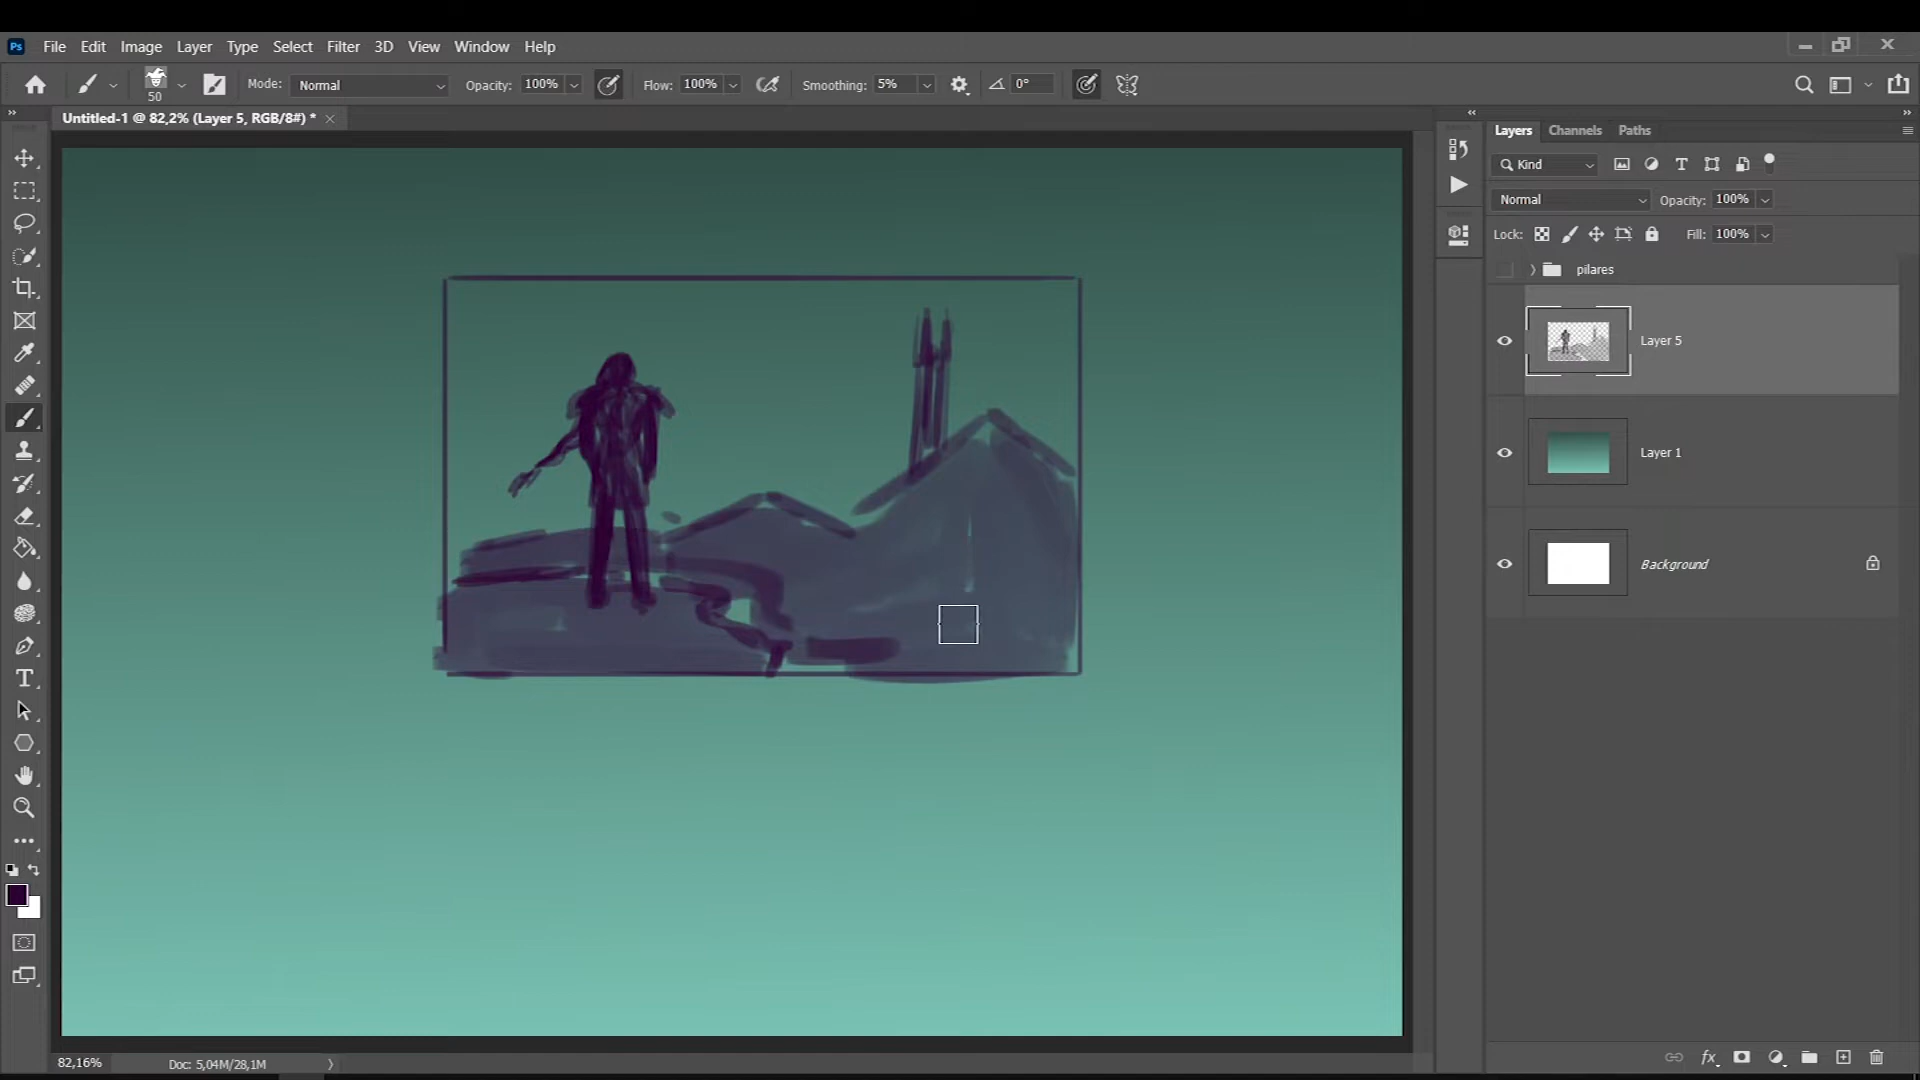 Ps File Edit Image Layer Type Select Filter 3D View Window Help
50 Mode: Normal Opacity: 100% Flow: 100% Smoothing: 5% 0°
Untitled-1 @ 82,2% (Layer 5, RGB/8#) *
Layers Channels Paths
Kind
Normal Opacity: 100%
Lock: Fill: 100%
pilares
Layer 5
Layer 1
Background
82,16% Doc: 5,04M/28,1M
fx